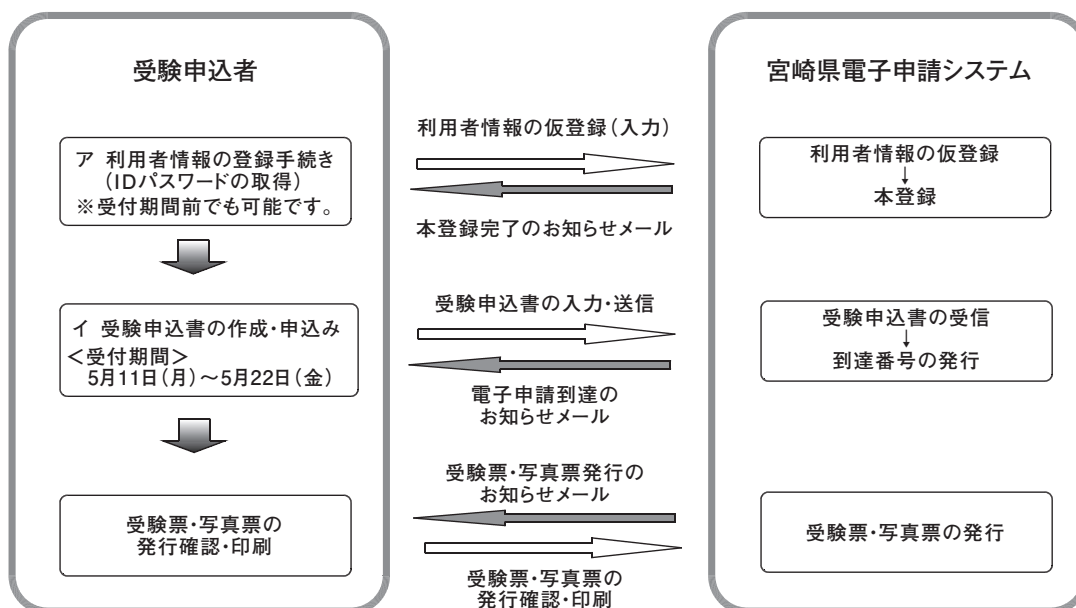 受験申込者
ア 利用者情報の登録手続き
(IDパスワードの取得)
※受付期間前でも可能です。
イ 受験申込書の作成・申込み
＜受付期間＞
5月11日(月)～5月22日(金)
受験票・写真票の
発行確認・印刷
利用者情報の仮登録(入力)
本登録完了のお知らせメール
受験申込書の入力・送信
電子申請到達の
お知らせメール
受験票・写真票発行の
お知らせメール
受験票・写真票の
発行確認・印刷
宮崎県電子申請システム
利用者情報の仮登録
↓
本登録
受験申込書の受信
↓
到達番号の発行
受験票・写真票の発行